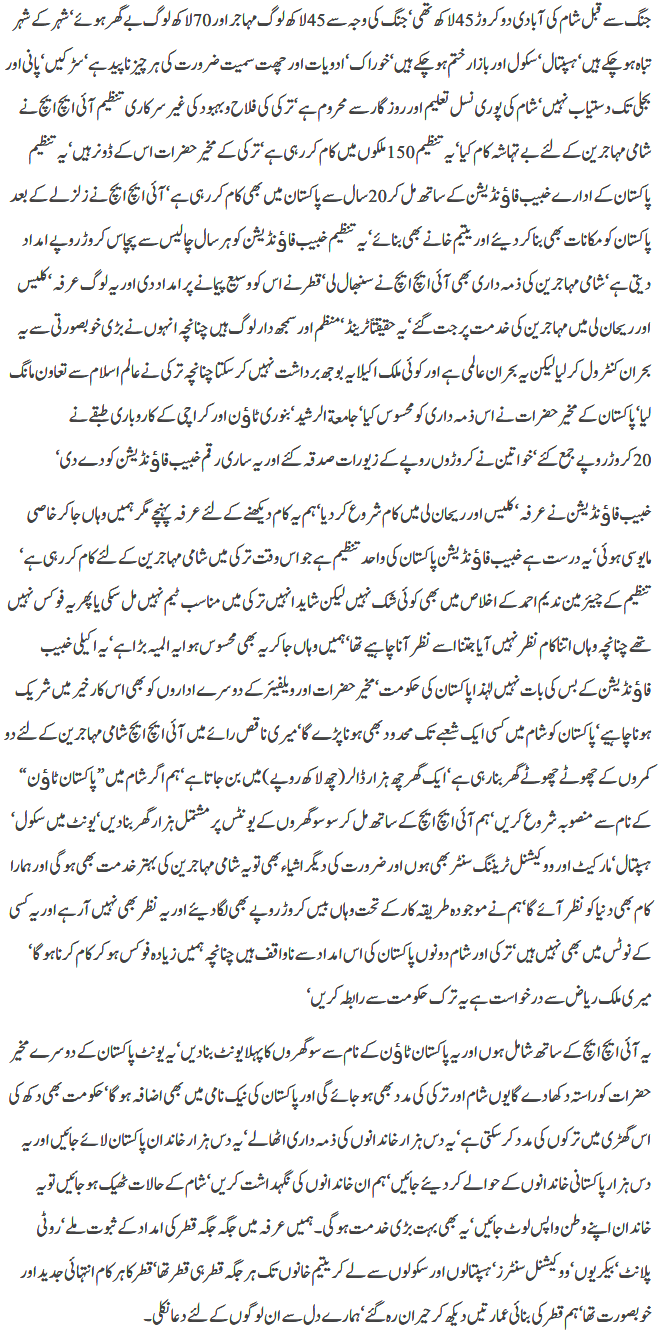 جنگ سے قبل شام کی آبادی دو کروڑ 45 لاکھ تھی‘ جنگ کی وجہ سے 45 لاکھ لوگ مہاجر اور 70 لاکھ لوگ بے گھر ہوئے‘ شہر کے شہر
تباہ ہو چکے ہیں‘ ہسپتال‘ سکول اور بازار ختم ہو چکے ہیں‘ خوراک‘ ادویات اور چھت سمیت ضرورت کی ہر چیز ناپید ہے‘ سڑکیں‘ پانی اور
بجلی تک دستیاب نہیں‘ شام کی پوری نسل تعلیم اور روزگار سے محروم ہے‘ ترکی کی فلاح و بہبود کی غیر سرکاری تنظیم آئی ایچ ایچ نے
شامی مہاجرین کے لئے بے تہاشہ کام کیا‘ یہ تنظیم 150 ملکوں میں کام کر رہی ہے‘ ترکی کے مخیر حضرات اس کے ڈونر ہیں‘ یہ تنظیم
پاکستان کے ادارے خبیب فاؤنڈیشن کے ساتھ مل کر 20 سال سے پاکستان میں بھی کام کر رہی ہے‘ آئی ایچ ایچ نے زلزلے کے بعد
پاکستان کو مکانات بھی بنا کر دیئے اور یتیم خانے بھی بنائے‘ یہ تنظیم خبیب فاؤنڈیشن کو ہر سال چالیس سے پچاس کروڑ روپے امداد
دیتی ہے‘ شامی مہاجرین کی ذمہ داری بھی آئی ایچ ایچ نے سنبھال لی‘ قطر نے اس کو وسیع پیمانے پر امداد دی اور یہ لوگ عرفہ‘ کلیس
اور ریحان لی میں مہاجرین کی خدمت پر جت گئے‘ یہ حقیقتاً ٹرینڈ‘ منظم اور سمجھ دار لوگ ہیں چنانچہ انہوں نے بڑی خوبصورتی سے یہ
بحران کنٹرول کر لیا لیکن یہ بحران عالمی ہے اور کوئی ملک اکیلا یہ بوجھ برداشت نہیں کر سکتا چنانچہ ترکی نے عالم اسلام سے تعاون مانگ
لیا‘ پاکستان کے مخیر حضرات نے اس ذمہ داری کو محسوس کیا‘ جامعۃ الرشید‘ بنوری ٹاؤن اور کراچی کے کاروباری طبقے نے
20 کروڑ روپے جمع کئے‘ خواتین نے کروڑوں روپے کے زیورات صدقہ کئے اور یہ ساری رقم خبیب فاؤنڈیشن کو دے دی‘
خبیب فاؤنڈیشن نے عرفہ‘ کلیس اور ریحان لی میں کام شروع کر دیا‘ ہم یہ کام دیکھنے کے لئے عرفہ پہنچے مگر ہمیں وہاں جا کر خاصی
مایوسی ہوئی‘ یہ درست ہے خبیب فاؤنڈیشن پاکستان کی واحد تنظیم ہے جو اس وقت ترکی میں شامی مہاجرین کے لئے کام کر رہی ہے‘
تنظیم کے چیئرمین ندیم احمد کے اخلاص میں بھی کوئی شک نہیں لیکن شاید انہیں ترکی میں مناسب ٹیم نہیں مل سکی یا پھر یہ فوکس نہیں
تھے چنانچہ وہاں اتنا کام نظر نہیں آیا جتنا اسے نظر آنا چاہیے تھا‘ ہمیں وہاں جا کر یہ بھی محسوس ہوا یہ المیہ بڑا ہے‘ یہ اکیلی خبیب
فاؤنڈیشن کے بس کی بات نہیں لہٰذا پاکستان کی حکومت‘ مخیر حضرات اور ویلفیئر کے دوسرے اداروں کو بھی اس کار خیر میں شریک
ہونا چاہیے‘ پاکستان کو شام میں کسی ایک شعبے تک محدود بھی ہونا پڑے گا‘ میری ناقص رائے میں آئی ایچ ایچ شامی مہاجرین کے لئے دو
کمروں کے چھوٹے چھوٹے گھر بنا رہی ہے‘ ایک گھر چھ ہزار ڈالر (چھ لاکھ روپے) میں بن جاتا ہے‘ ہم اگر شام میں ”پاکستان ٹاؤن“
کے نام سے منصوبہ شروع کریں‘ ہم آئی ایچ ایچ کے ساتھ مل کر سو سو گھروں کے یونٹس پر مشتمل ہزار گھر بنا دیں‘ یونٹ میں سکول‘
ہسپتال‘ مارکیٹ اور ووکیشنل ٹریننگ سنٹر بھی ہوں اور ضرورت کی دیگر اشیاء بھی تو یہ شامی مہاجرین کی بہتر خدمت بھی ہو گی اور ہمارا
کام بھی دنیا کو نظر آئے گا‘ ہم نے موجودہ طریقہ کار کے تحت وہاں بیس کروڑ روپے بھی لگا دیئے اور یہ نظر بھی نہیں آ رہے اور یہ کسی
کے نوٹس میں بھی نہیں ہیں‘ ترکی اور شام دونوں پاکستان کی اس امداد سے ناواقف ہیں چنانچہ ہمیں زیادہ فوکس ہو کر کام کرنا ہو گا‘
میری ملک ریاض سے درخواست ہے یہ ترک حکومت سے رابطہ کریں‘
یہ آئی ایچ ایچ کے ساتھ شامل ہوں اور یہ پاکستان ٹاؤن کے نام سے سو گھروں کا پہلا یونٹ بنا دیں‘ یہ یونٹ پاکستان کے دوسرے مخیر
حضرات کو راستہ دکھا دے گا یوں شام اور ترکی کی مدد بھی ہو جائے گی اور پاکستان کی نیک نامی میں بھی اضافہ ہو گا‘ حکومت بھی دکھ کی
اس گھڑی میں ترکوں کی مدد کر سکتی ہے‘ یہ دس ہزار خاندانوں کی ذمہ داری اٹھا لے‘ یہ دس ہزار خاندان پاکستان لائے جائیں اور یہ
دس ہزار پاکستانی خاندانوں کے حوالے کر دیئے جائیں‘ ہم ان خاندانوں کی نگہداشت کریں‘ شام کے حالات ٹھیک ہو جائیں تو یہ
خاندان اپنے وطن واپس لوٹ جائیں‘ یہ بھی بہت بڑی خدمت ہو گی۔ ہمیں عرفہ میں جگہ جگہ قطر کی امداد کے ثبوت ملے‘ روٹی
پلانٹ‘ بیکریوں‘ ووکیشنل سنٹرز‘ ہسپتالوں اور سکولوں سے لے کر یتیم خانوں تک ہر جگہ قطر ہی قطر تھا‘ قطر کا ہر کام انتہائی جدید اور
خوبصورت تھا‘ ہم قطر کی بنائی عمارتیں دیکھ کر حیران رہ گئے‘ ہمارے دل سے ان لوگوں کے لئے دعا نکلی۔